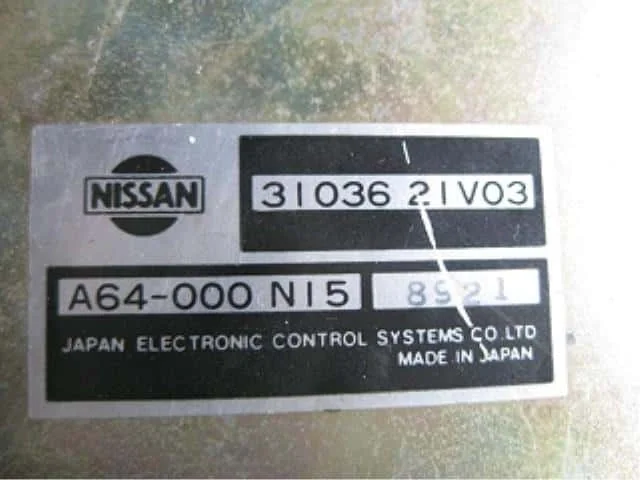 NISSAN
31036 21V03
A64-000 N15 8921
JAPAN ELECTRONIC CONTROL SYSTEMS CO.LTD
MADE IN JAPAN